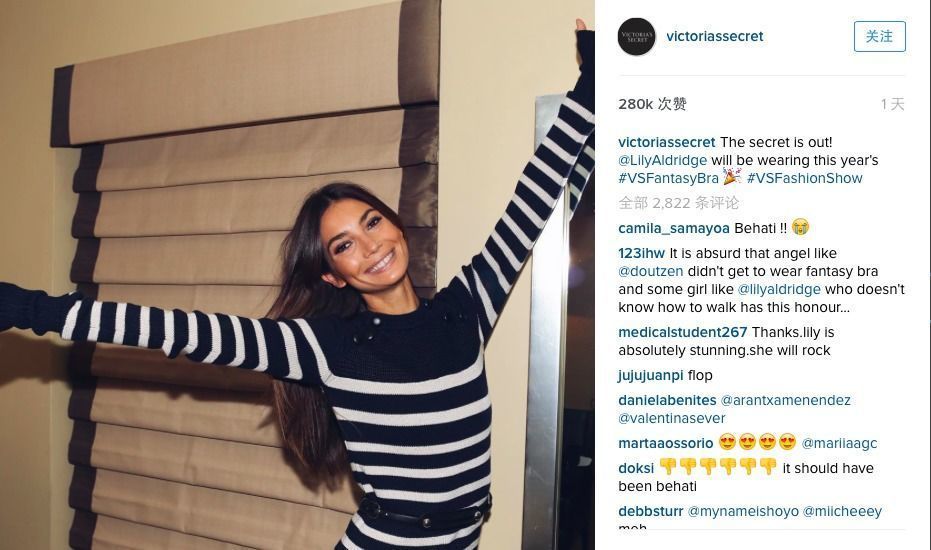 VICTORIA'S
SECRET
victoriassecret
关注
280k 次赞
1 天
victoriassecret The secret is out!
@LilyAldridge will be wearing this year's
#VSFantasyBra 🎉 #VSFashionShow
全部 2,822 条评论
camila_samayoa Behati !! 😭
123ihw It is absurd that angel like
@doutzen didn't get to wear fantasy bra
and some girl like @lilyaldridge who doesn't
know how to walk has this honour...
medicalstudent267 Thanks.lily is
absolutely stunning.she will rock
jujujuanpi flop
danielabenites @arantxamenendez
@valentinasever
martaaossorio 😍😍😍😍 @mariiaagc
doksi 👎👎👎👎👎👎 it should have
been behati
debbsturr @mynameishoyo @miicheeey
meh